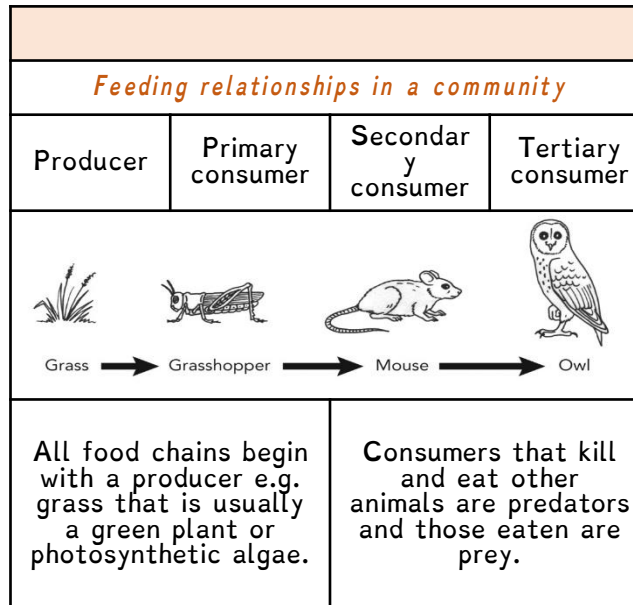 Feeding relationships in a community
Producer
Primary
consumer
Secondar
y
consumer
Tertiary
consumer
Grass
Grasshopper
Mouse
Owl
All food chains begin
with a producer e.g.
grass that is usually
a green plant or
photosynthetic algae.
Consumers that kill
and eat other
animals are predators
and those eaten are
prey.